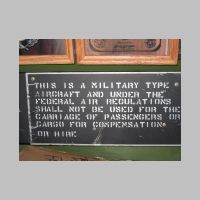 THIS IS A MILITARY TYPE
AIRCRAFT AND UNDER THE
FEDERAL AIR REGULATIONS
SHALL NOT BE USED FOR THE
CARRIAGE OF PASSENGERS OR
CARGO FOR COMPENSATION
OR HIRE